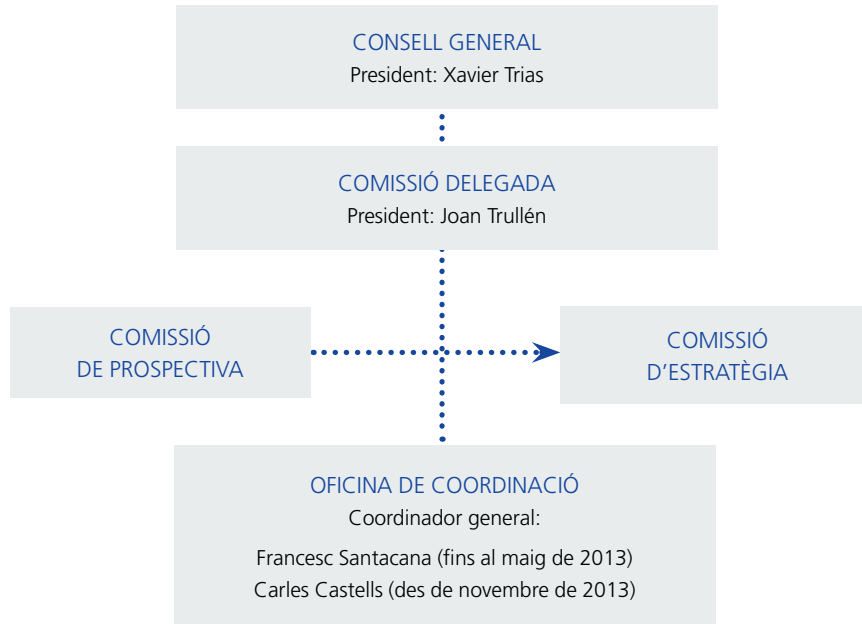 CONSELL GENERAL
President: Xavier Trias
COMISSIÓ DELEGADA
President: Joan Trullén
COMISSIÓ
DE PROSPECTIVA
COMISSIÓ
D’ESTRATÈGIA
OFICINA DE COORDINACIÓ
Coordinador general:
Francesc Santacana (fins al maig de 2013)
Carles Castells (des de novembre de 2013)